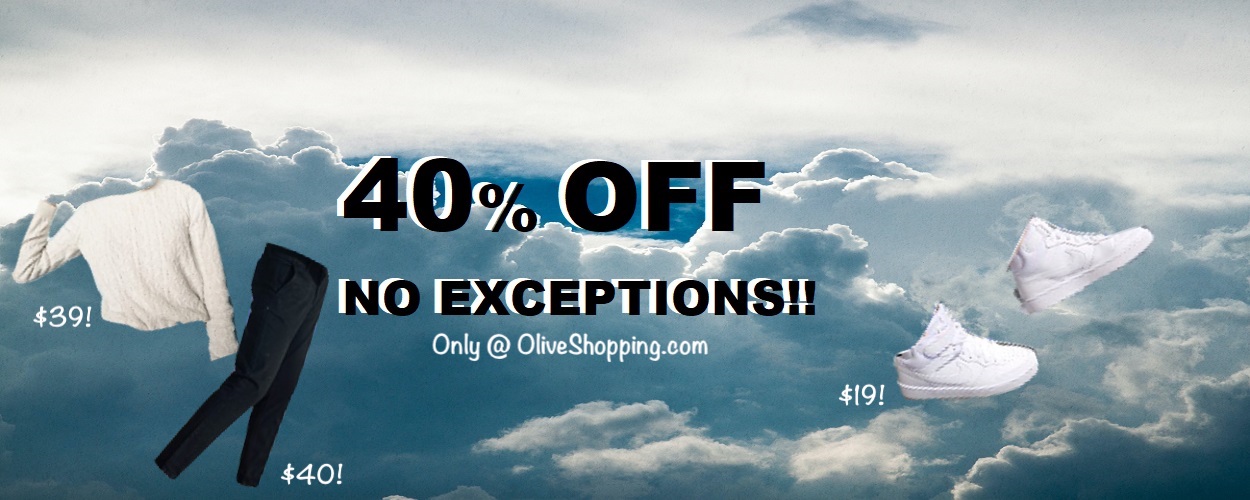 40% OFF
NO EXCEPTIONS!!
Only @ OliveShopping.com
$39!
$40!
$19!